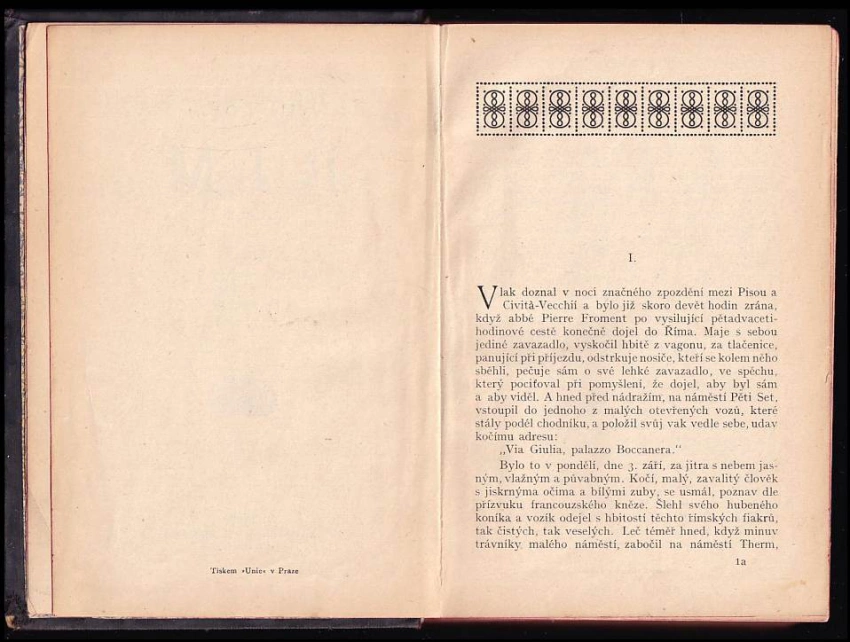 Tiskem »Unie« v Praze
I.
Vlak doznal v noci značného zpozdění mezi Pisou a
Civitâ-Vecchií a bylo již skoro devět hodin zrána,
když abbé Pierre Froment po vysilující pětadvaceti-
hodinové cestě konečně dojel do Říma. Maje s sebou
jediné zavazadlo, vyskočil hbitě z vagonu, za tlačenice,
panující při příjezdu, odstrkuje nosiče, kteří se kolem něho
sběhli, pečuje sám o své lehké zavazadlo, ve spěchu,
který pociťoval při pomyšlení, že dojel, aby byl sám
a aby viděl. A hned před nádražím, na náměstí Pěti Set,
vstoupil do jednoho z malých otevřených vozů, které
stály podél chodníku, a položil svůj vak vedle sebe, udav
kočímu adresu:
„Via Giulia, palazzo Boccanera.“
Bylo to v pondělí, dne 3. září, za jitra s nebem jas-
ným, vlažným a půvabným. Kočí, malý, zavalitý člověk
s jiskrnýma očima a bílými zuby, se usmál, poznav dle
přízvuku francouzského kněze. Šlehl svého hubeného
koníka a vozík odejel s hbitostí těchto římských fiakrů,
tak čistých, tak veselých. Leč téměř hned, když minuv
trávníky malého náměstí, zabočil na náměstí Therm,
1a